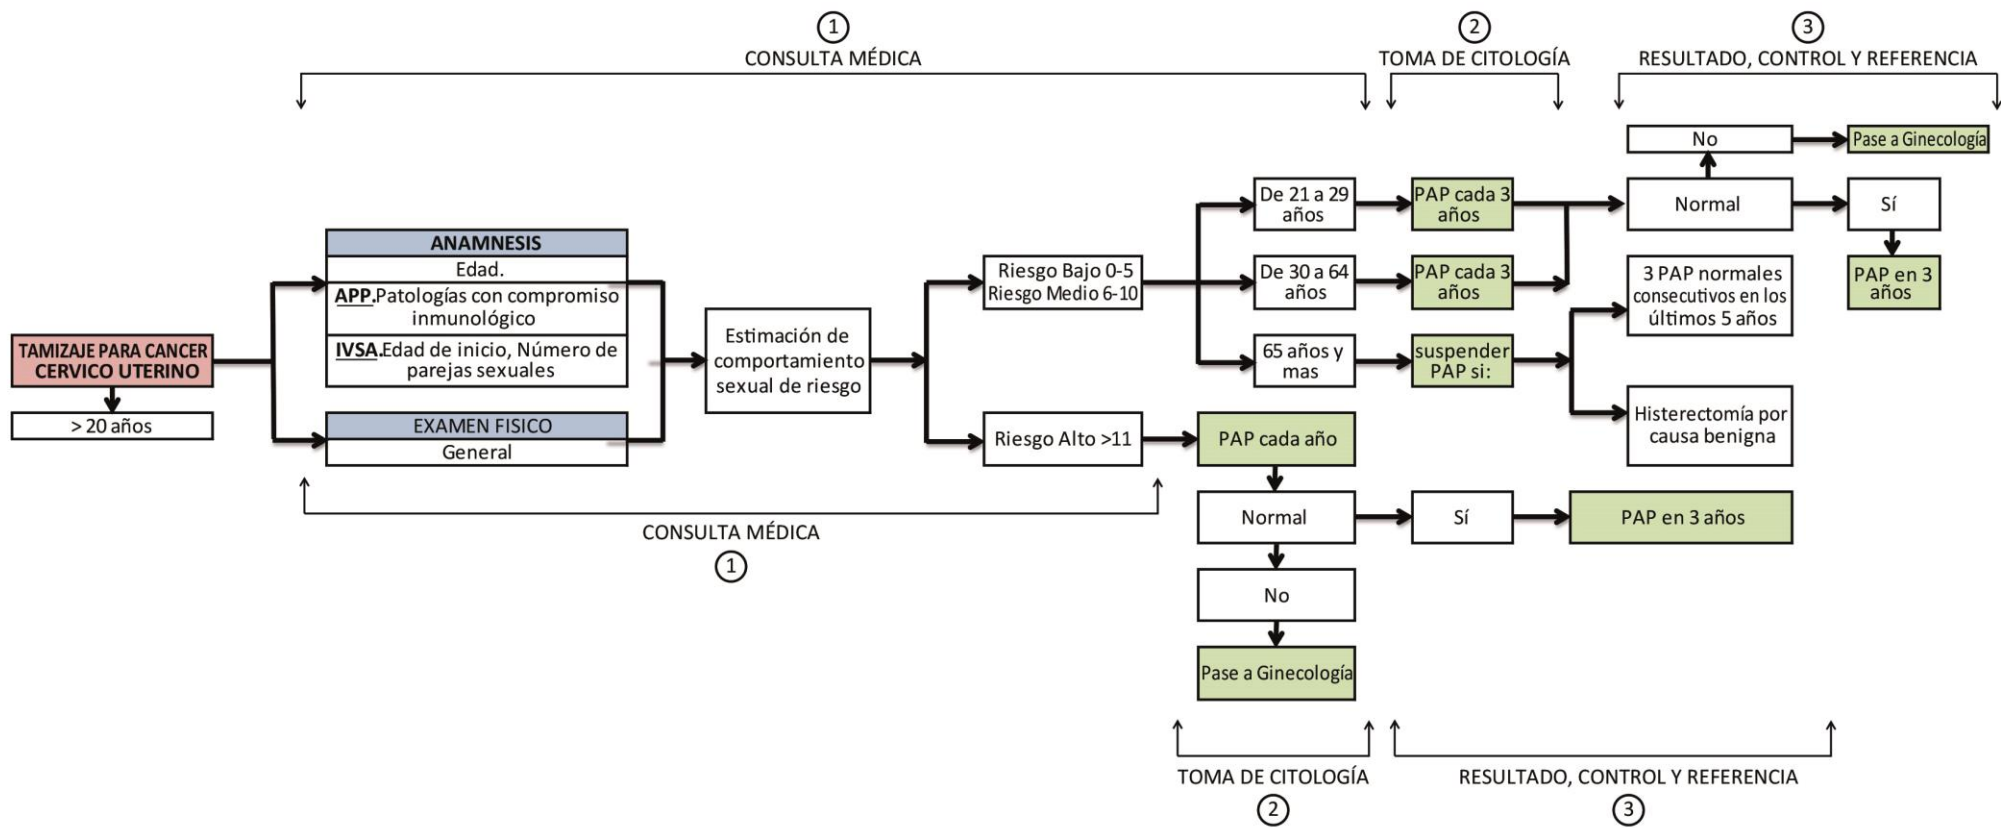 1
CONSULTA MÉDICA
2
TOMA DE CITOLOGÍA
3
RESULTADO, CONTROL Y REFERENCIA
TAMIZAJE PARA CANCER
CERVICO UTERINO
> 20 años
ANAMNESIS
Edad.
APP.Patologías con compromiso
inmunológico
IVSA.Edad de inicio, Número de
parejas sexuales
EXAMEN FISICO
General
Estimación de
comportamiento
sexual de riesgo
Riesgo Bajo 0-5
Riesgo Medio 6-10
Riesgo Alto >11
De 21 a 29
años
PAP cada 3
años
De 30 a 64
años
PAP cada 3
años
65 años y
mas
suspender
PAP si:
No
Pase a Ginecología
Normal
Sí
PAP en 3
años
3 PAP normales
consecutivos en los
últimos 5 años
Histerectomía por
causa benigna
PAP cada año
Normal
Sí
PAP en 3 años
No
Pase a Ginecología
CONSULTA MÉDICA
1
TOMA DE CITOLOGÍA
2
RESULTADO, CONTROL Y REFERENCIA
3